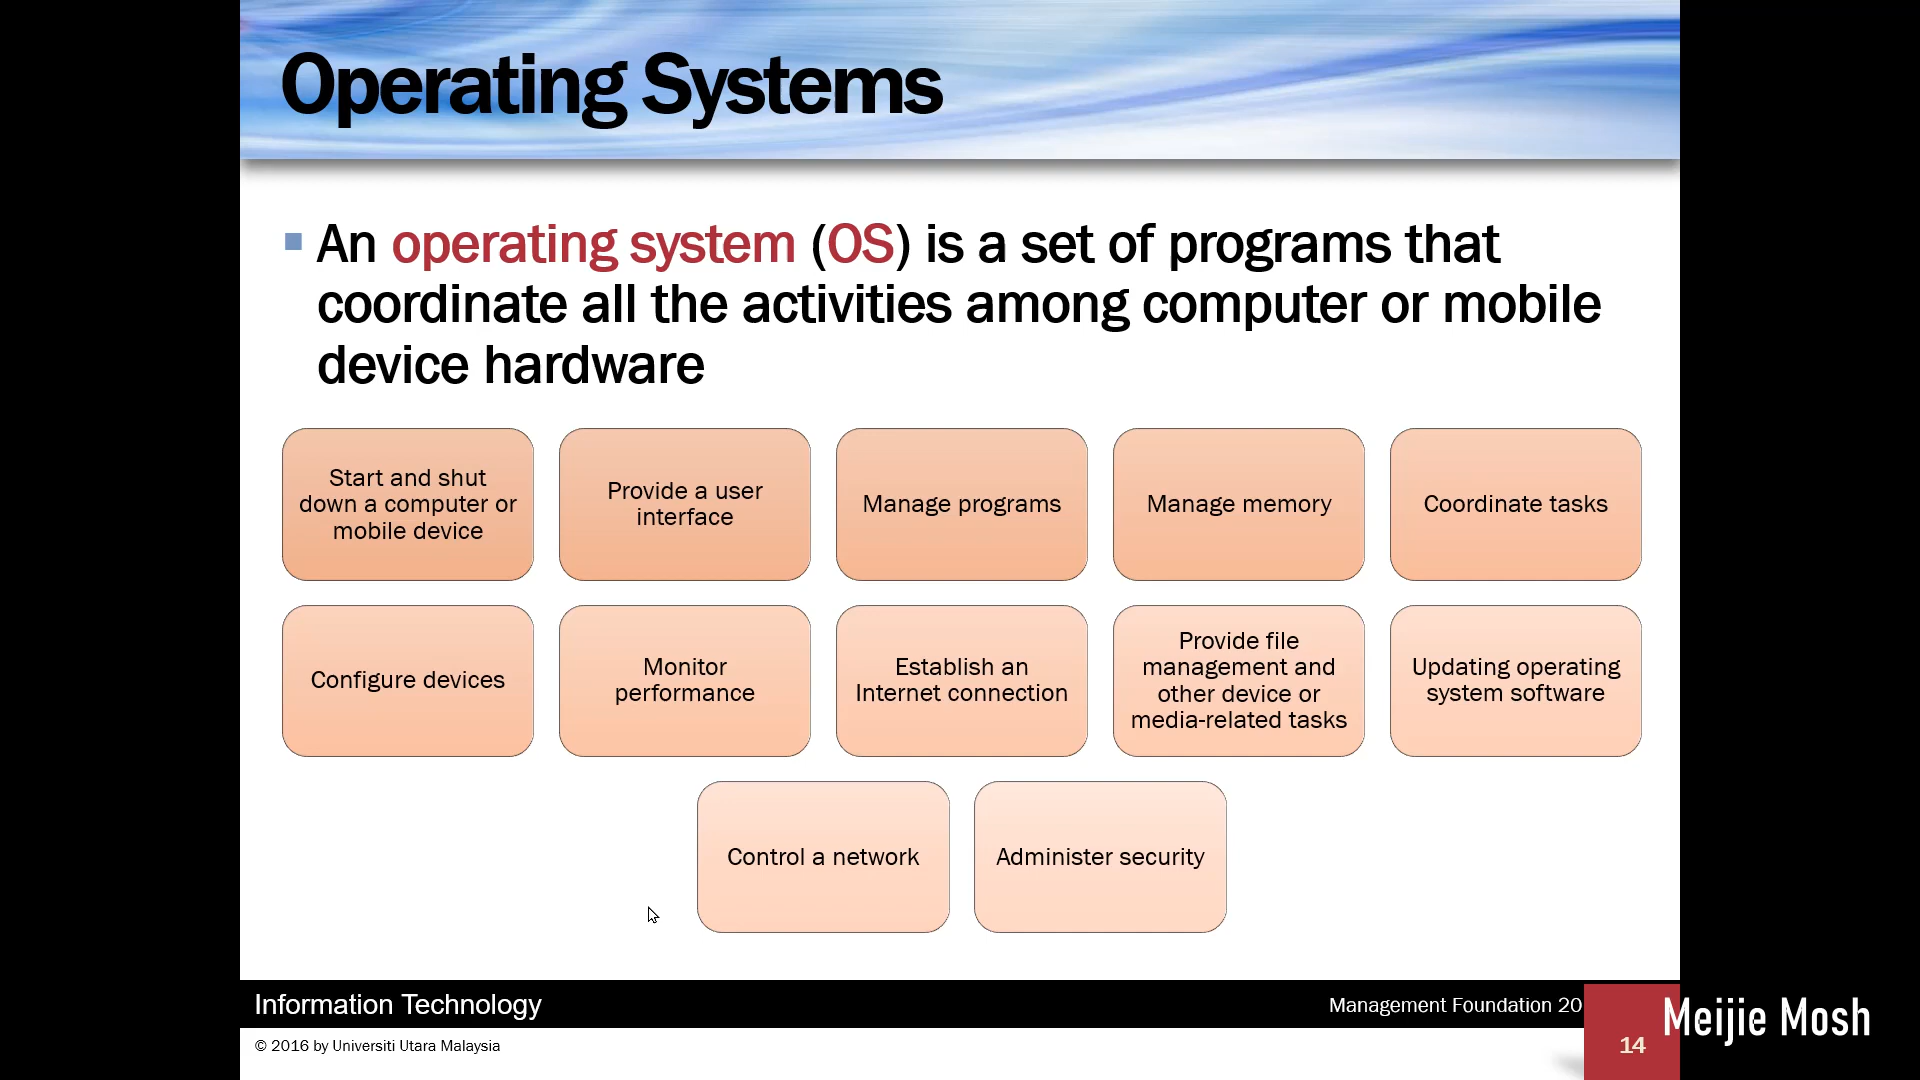 Operating Systems
An operating system (OS) is a set of programs that
coordinate all the activities among computer or mobile
device hardware
Start and shut
down a computer or
mobile device
Provide a user
interface
Manage programs
Manage memory
Coordinate tasks
Configure devices
Monitor
performance
Establish an
Internet connection
Provide file
management and
other device or
media-related tasks
Updating operating
system software
Control a network
Administer security
Information Technology
Management Foundation 20
Meijie Mosh
© 2016 by Universiti Utara Malaysia
14